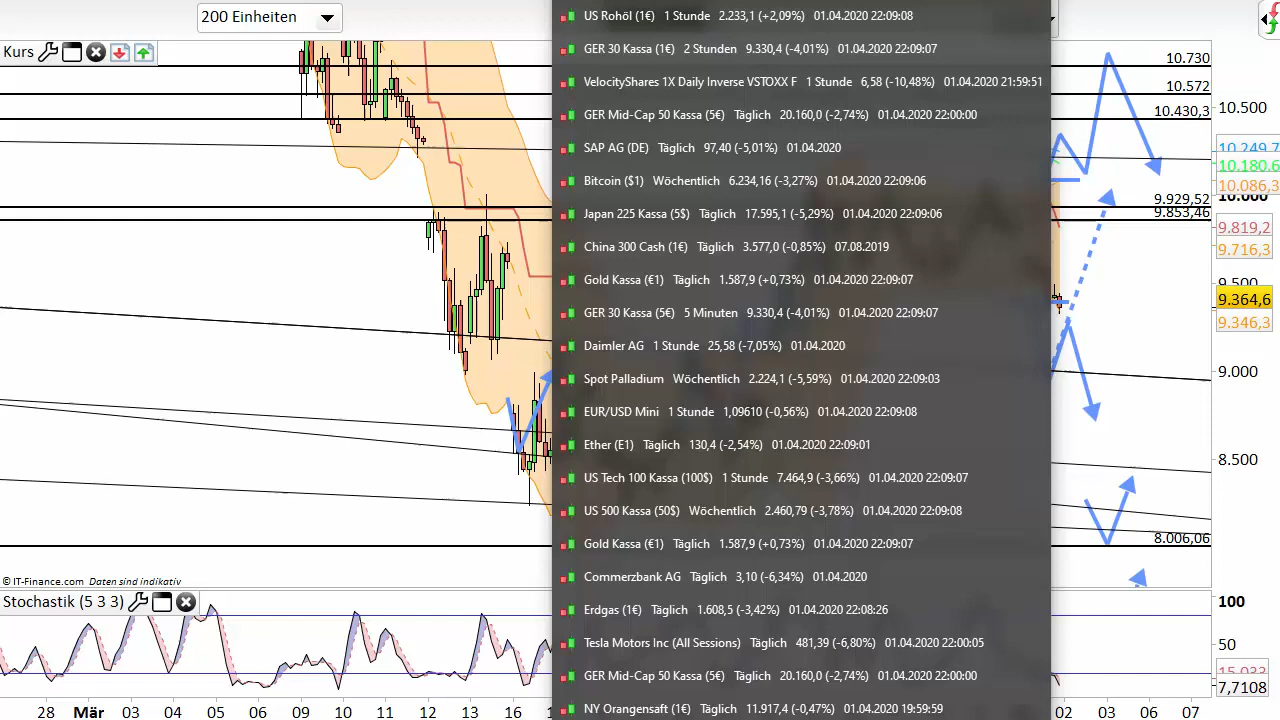 200 Einheiten
Kurs
US Rohöl (1€) 1 Stunde 2.233,1 (+2,09%) 01.04.2020 22:09:08
GER 30 Kassa (1€) 2 Stunden 9.330,4 (-4,01%) 01.04.2020 22:09:07
VelocityShares 1X Daily Inverse VSTOXX F 1 Stunde 6,58 (-10,48%) 01.04.2020 21:59:51
GER Mid-Cap 50 Kassa (5€) Täglich 20.160,0 (-2,74%) 01.04.2020 22:00:00
SAP AG (DE) Täglich 97,40 (-5,01%) 01.04.2020
Bitcoin ($1) Wöchentlich 6.234,16 (-3,27%) 01.04.2020 22:09:06
Japan 225 Kassa (5$) Täglich 17.595,1 (-5,29%) 01.04.2020 22:09:06
China 300 Cash (1€) Täglich 3.577,0 (-0,85%) 07.08.2019
Gold Kassa (€1) Täglich 1.587,9 (+0,73%) 01.04.2020 22:09:07
GER 30 Kassa (5€) 5 Minuten 9.330,4 (-4,01%) 01.04.2020 22:09:07
Daimler AG 1 Stunde 25,58 (-7,05%) 01.04.2020
Spot Palladium Wöchentlich 2.224,1 (-5,59%) 01.04.2020 22:09:03
EUR/USD Mini 1 Stunde 1,09610 (-0,56%) 01.04.2020 22:09:08
Ether (E1) Täglich 130,4 (-2,54%) 01.04.2020 22:09:01
US Tech 100 Kassa (100$) 1 Stunde 7.464,9 (-3,66%) 01.04.2020 22:09:07
US 500 Kassa (50$) Wöchentlich 2.460,79 (-3,78%) 01.04.2020 22:09:08
Gold Kassa (€1) Täglich 1.587,9 (+0,73%) 01.04.2020 22:09:07
Commerzbank AG Täglich 3,10 (-6,34%) 01.04.2020
Erdgas (1€) Täglich 1.608,5 (-3,42%) 01.04.2020 22:08:26
Tesla Motors Inc (All Sessions) Täglich 481,39 (-6,80%) 01.04.2020 22:00:05
GER Mid-Cap 50 Kassa (5€) Täglich 20.160,0 (-2,74%) 01.04.2020 22:00:00
NY Orangensaft (1€) Täglich 11.917,4 (-0,47%) 01.04.2020 19:59:59
10.730
10.572
10.430,3
9.929,52
9.853,46
8.006,06
10.500
10.249,7
10.180,6
10.086,3
10.000
9.819,2
9.716,3
9.500
9.364,6
9.346,3
9.000
8.500
© IT-Finance.com Daten sind indikativ
Stochastik (5 3 3)
100
50
15,033
7,7108
28 Mär 03 04 05 06 09 10 11 12 13 16
02 03 06 07